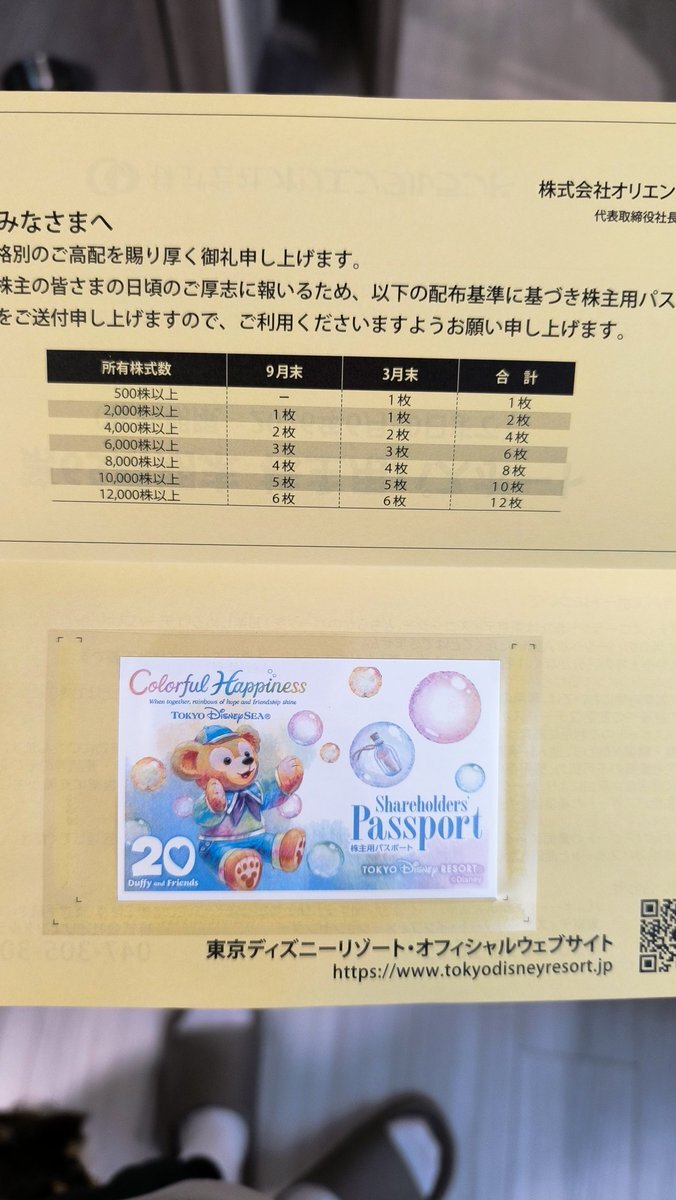 株式会社オリエン
代表取締役社長
みなさまへ
格別のご高配を賜り厚く御礼申し上げます。
株主の皆さまの日頃のご厚志に報いるため、以下の配布基準に基づき株主用パス
をご送付申し上げますので、ご利用くださいますようお願い申し上げます。
所有株式数 9月末 3月末 合 計
500株以上 － 1枚 1枚
2,000株以上 1枚 1枚 2枚
4,000株以上 2枚 2枚 4枚
6,000株以上 3枚 3枚 6枚
8,000株以上 4枚 4枚 8枚
10,000株以上 5枚 5枚 10枚
12,000株以上 6枚 6枚 12枚
Colorful Happiness
When together, rainbows of hope and friendship shine
TOKYO DISNEYSEA®
Shareholders'
Passport
株主用パスポート
20
Duffy and Friends
TOKYO Disney RESORT
©Disney
東京ディズニーリゾート・オフィシャルウェブサイト
https://www.tokyodisneyresort.jp